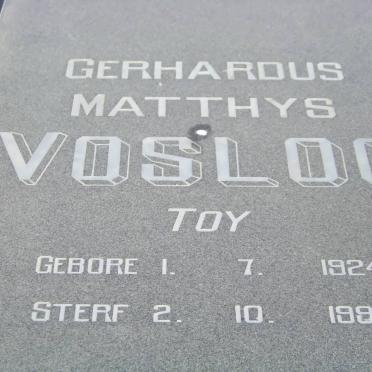 GERHARDUS
MATTHYS
VOSLOO
TOY
GEBORE 1. 7. 1924
STERF 2. 10. 198